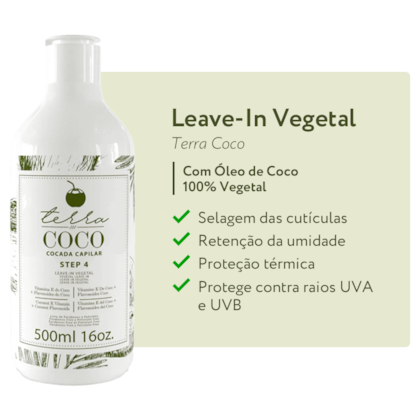 Leave-In Vegetal
Terra Coco
Com Óleo de Coco
100% Vegetal
Selagem das cutículas
Retenção da umidade
Proteção térmica
Protege contra raios UVA
e UVB
terra
COCO
COCADA CAPILAR
STEP 4
LEAVE-IN VEGETAL
500ml 16oz.